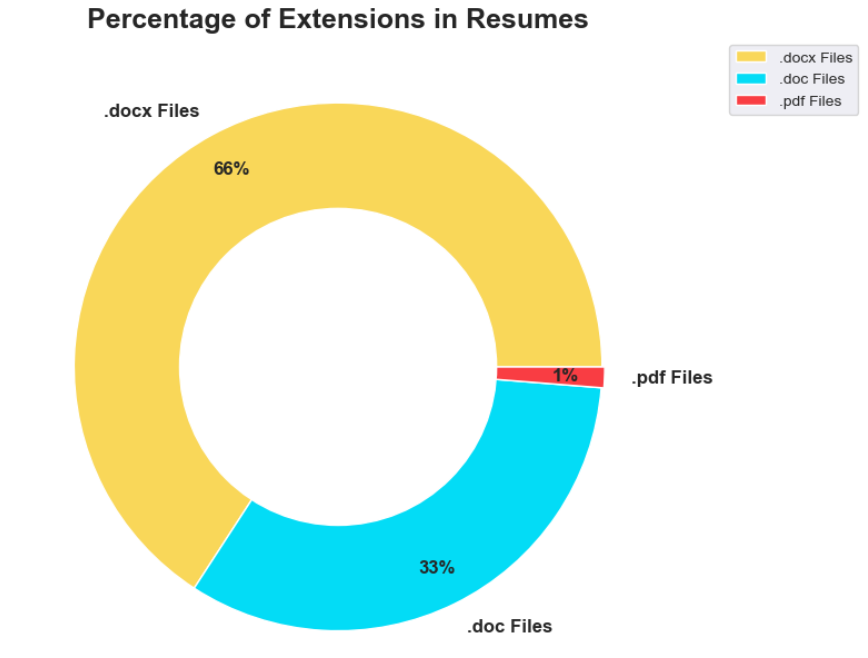 Percentage of Extensions in Resumes
.docx Files
.doc Files
.pdf Files
.docx Files
66%
1%
.pdf Files
33%
.doc Files